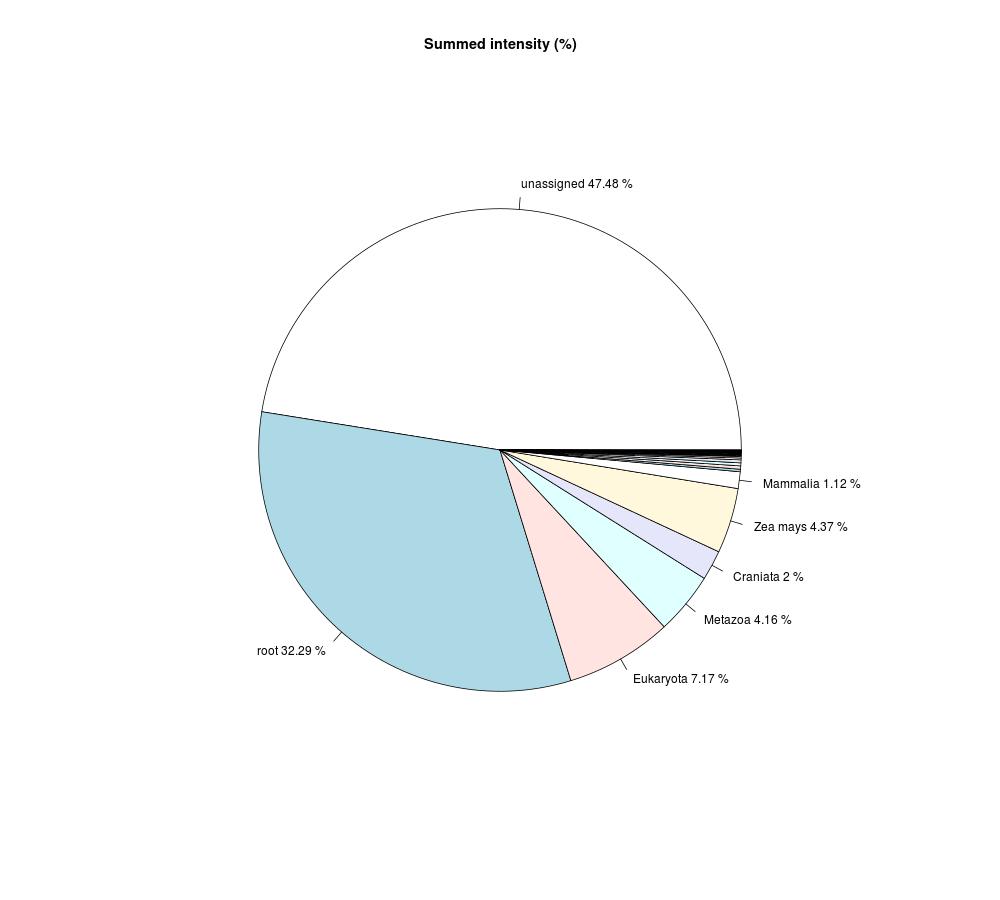 Summed intensity (%)
unassigned 47.48 %
Mammalia 1.12 %
Zea mays 4.37 %
Craniata 2 %
Metazoa 4.16 %
root 32.29 %
Eukaryota 7.17 %